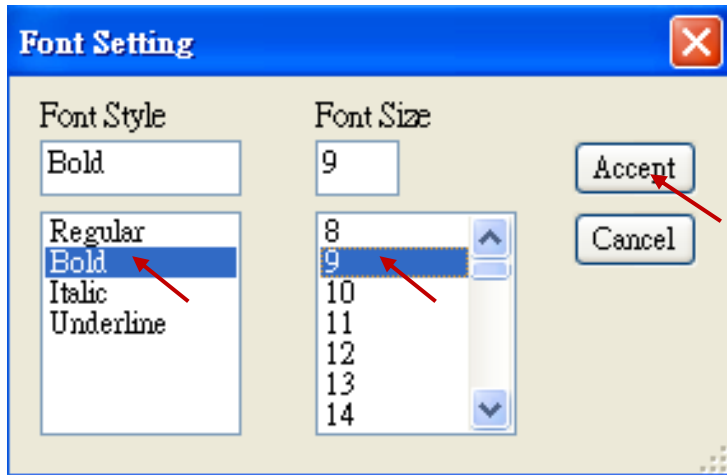 Font Setting
Font Style
Font Size
Bold
9
Accept
Cancel
Regular
Bold
Italic
Underline
8
9
10
11
12
13
14